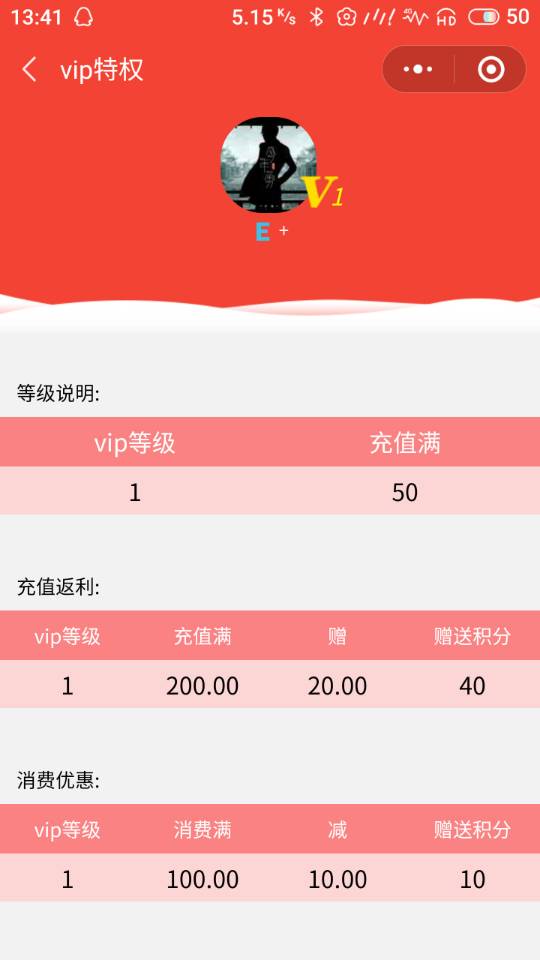 13:41 5.15 K/s 4G HD 50
vip特权
V1
E +
等级说明:
vip等级 充值满
1 50
充值返利:
vip等级 充值满 赠 赠送积分
1 200.00 20.00 40
消费优惠:
vip等级 消费满 减 赠送积分
1 100.00 10.00 10